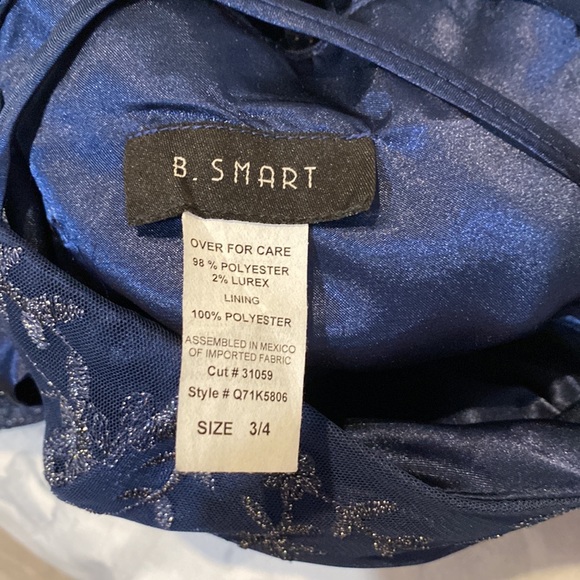 B. SMART
OVER FOR CARE
98 % POLYESTER
2% LUREX
LINING
100% POLYESTER
ASSEMBLED IN MEXICO
OF IMPORTED FABRIC
Cut # 31059
Style # Q71K5806
SIZE 3/4